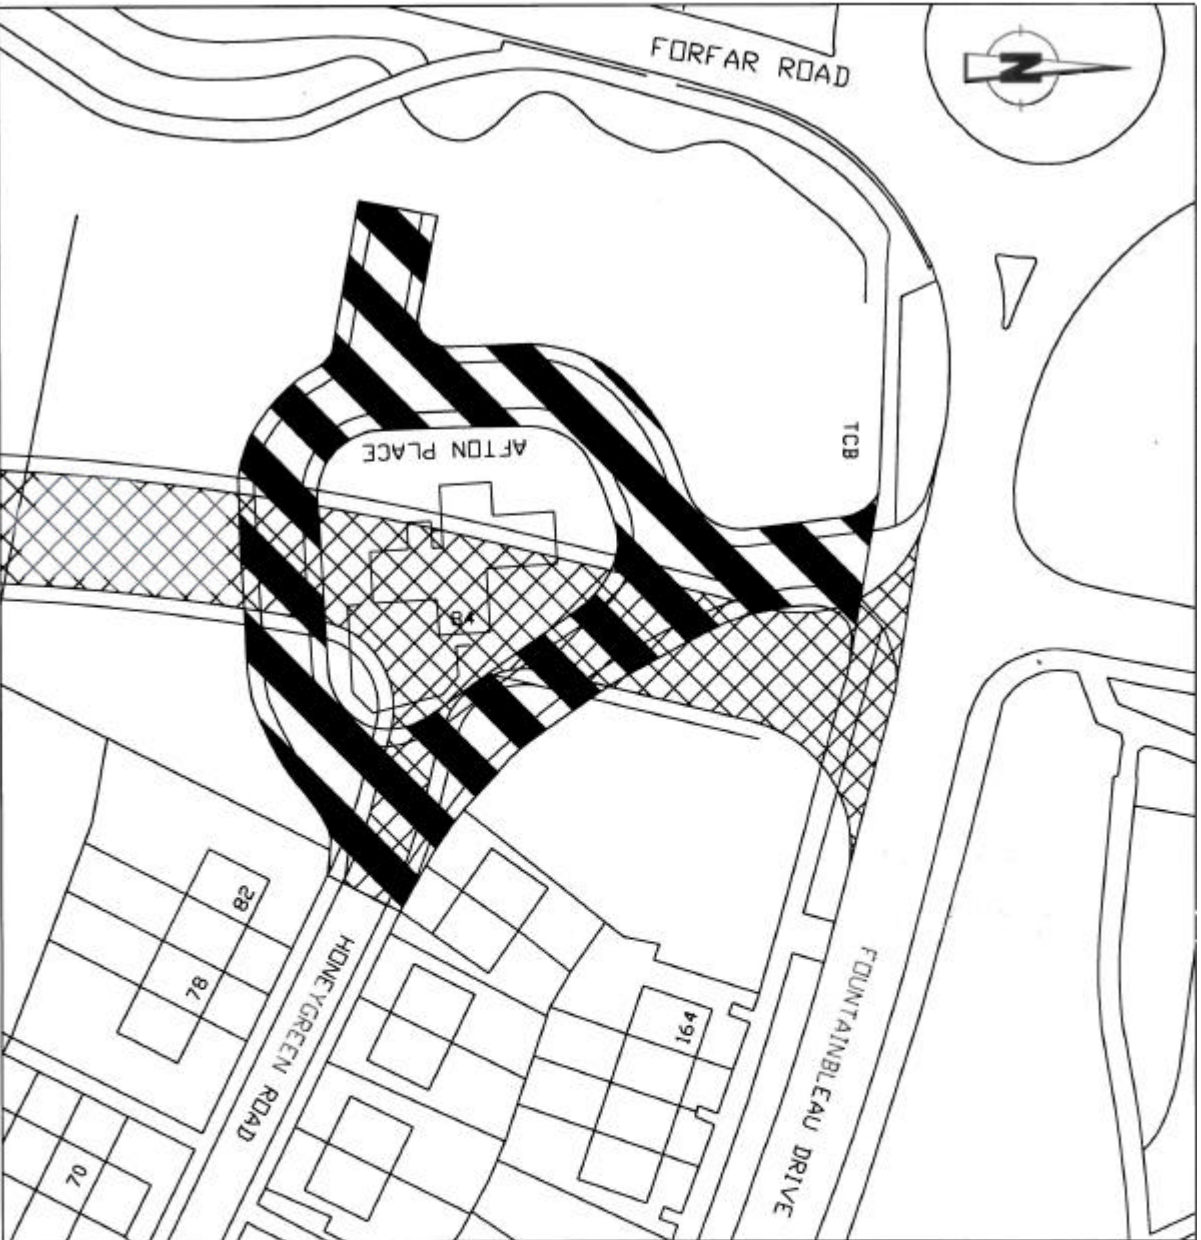 FORFAR ROAD
N
TCB
AFTON PLACE
84
82
78
HONEYGREEN ROAD
164
FOUNTAINBLEAU DRIVE
70